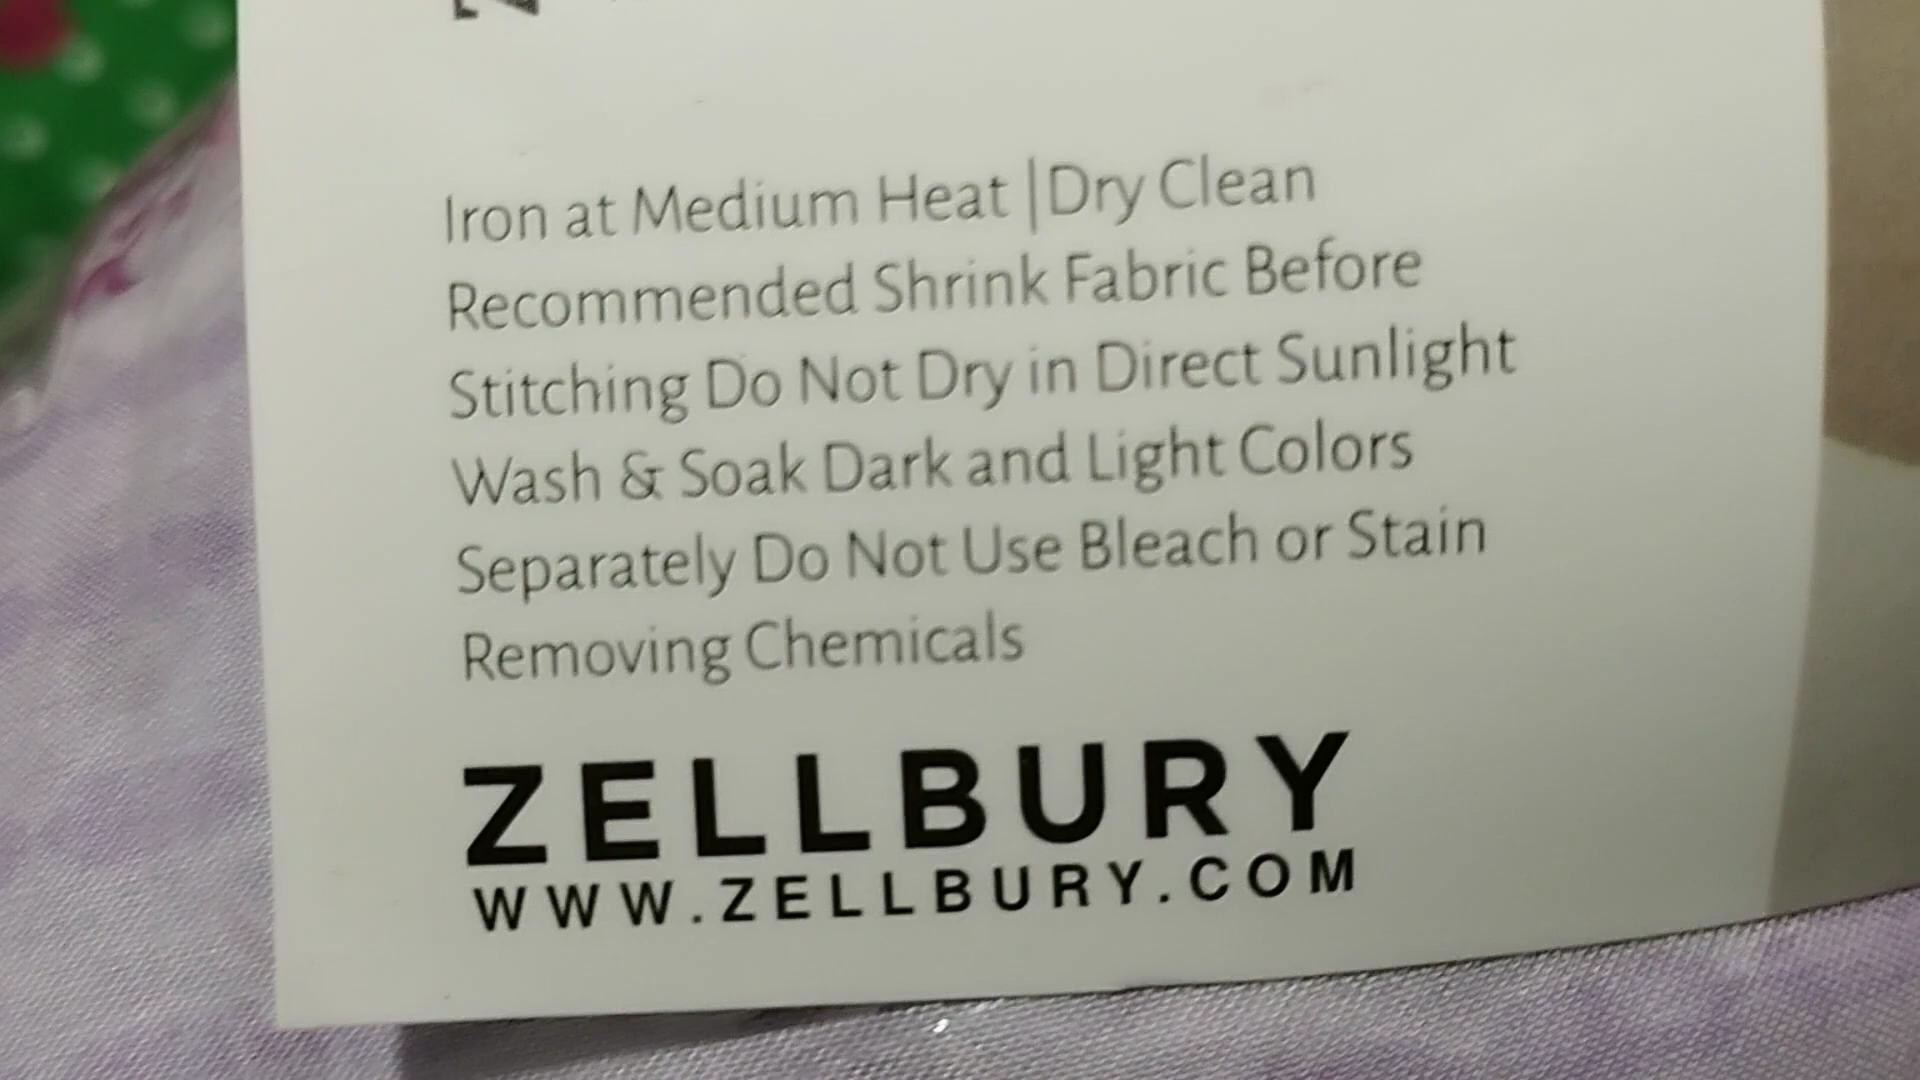 Iron at Medium Heat |Dry Clean
Recommended Shrink Fabric Before
Stitching Do Not Dry in Direct Sunlight
Wash & Soak Dark and Light Colors
Separately Do Not Use Bleach or Stain
Removing Chemicals
ZELLBURY
WWW.ZELLBURY.COM